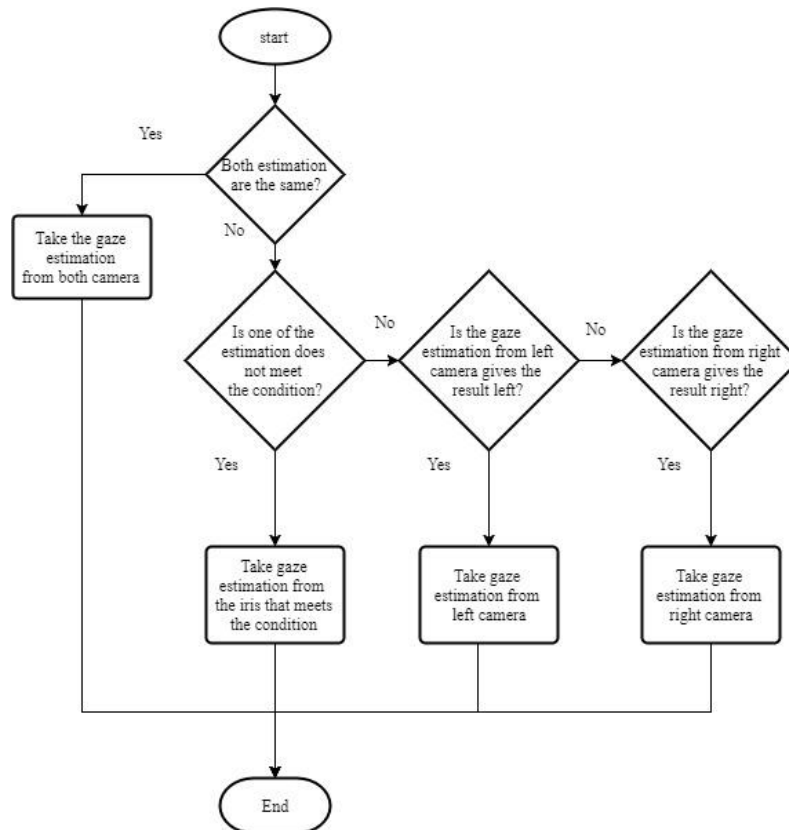 start
Yes
Both estimation
are the same?
No
Take the gaze
estimation
from both camera
Is one of the
estimation does
not meet
the condition?
No
Is the gaze
estimation from left
camera gives the
result left?
No
Is the gaze
estimation from right
camera gives the
result right?
Yes
Yes
Yes
Take gaze
estimation from
the iris that meets
the condition
Take gaze
estimation from
left camera
Take gaze
estimation from
right camera
End